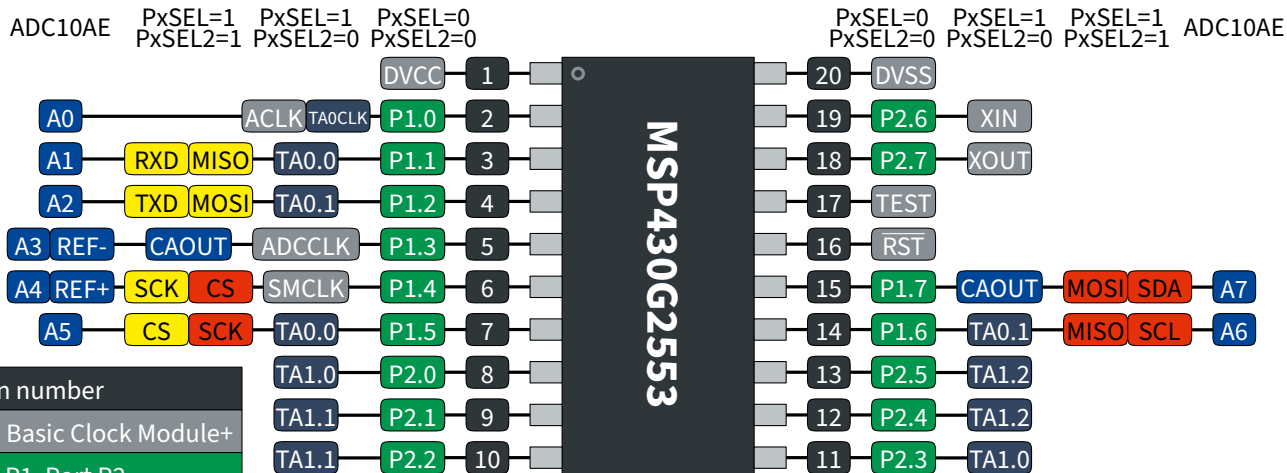 ADC10AE PxSEL=1 PxSEL=1 PxSEL=0 PxSEL=0 PxSEL=1 PxSEL=1 ADC10AE
PxSEL2=1 PxSEL2=0 PxSEL2=0 PxSEL2=0 PxSEL2=0 PxSEL2=1
DVCC 1 20 DVSS
A0 ACLK TA0CLK P1.0 2 19 P2.6 XIN
A1 RXD MISO TA0.0 P1.1 3 18 P2.7 XOUT
A2 TXD MOSI TA0.1 P1.2 4 17 TEST
A3 REF- CAOUT ADCCLK P1.3 5 16 RST
A4 REF+ SCK CS SMCLK P1.4 6 15 P1.7 CAOUT MOSI SDA A7
A5 CS SCK TA0.0 P1.5 7 14 P1.6 TA0.1 MISO SCL A6
TA1.0 P2.0 8 13 P2.5 TA1.2
TA1.1 P2.1 9 12 P2.4 TA1.2
TA1.1 P2.2 10 11 P2.3 TA1.0
MSP430G2553
number
Basic Clock Module+